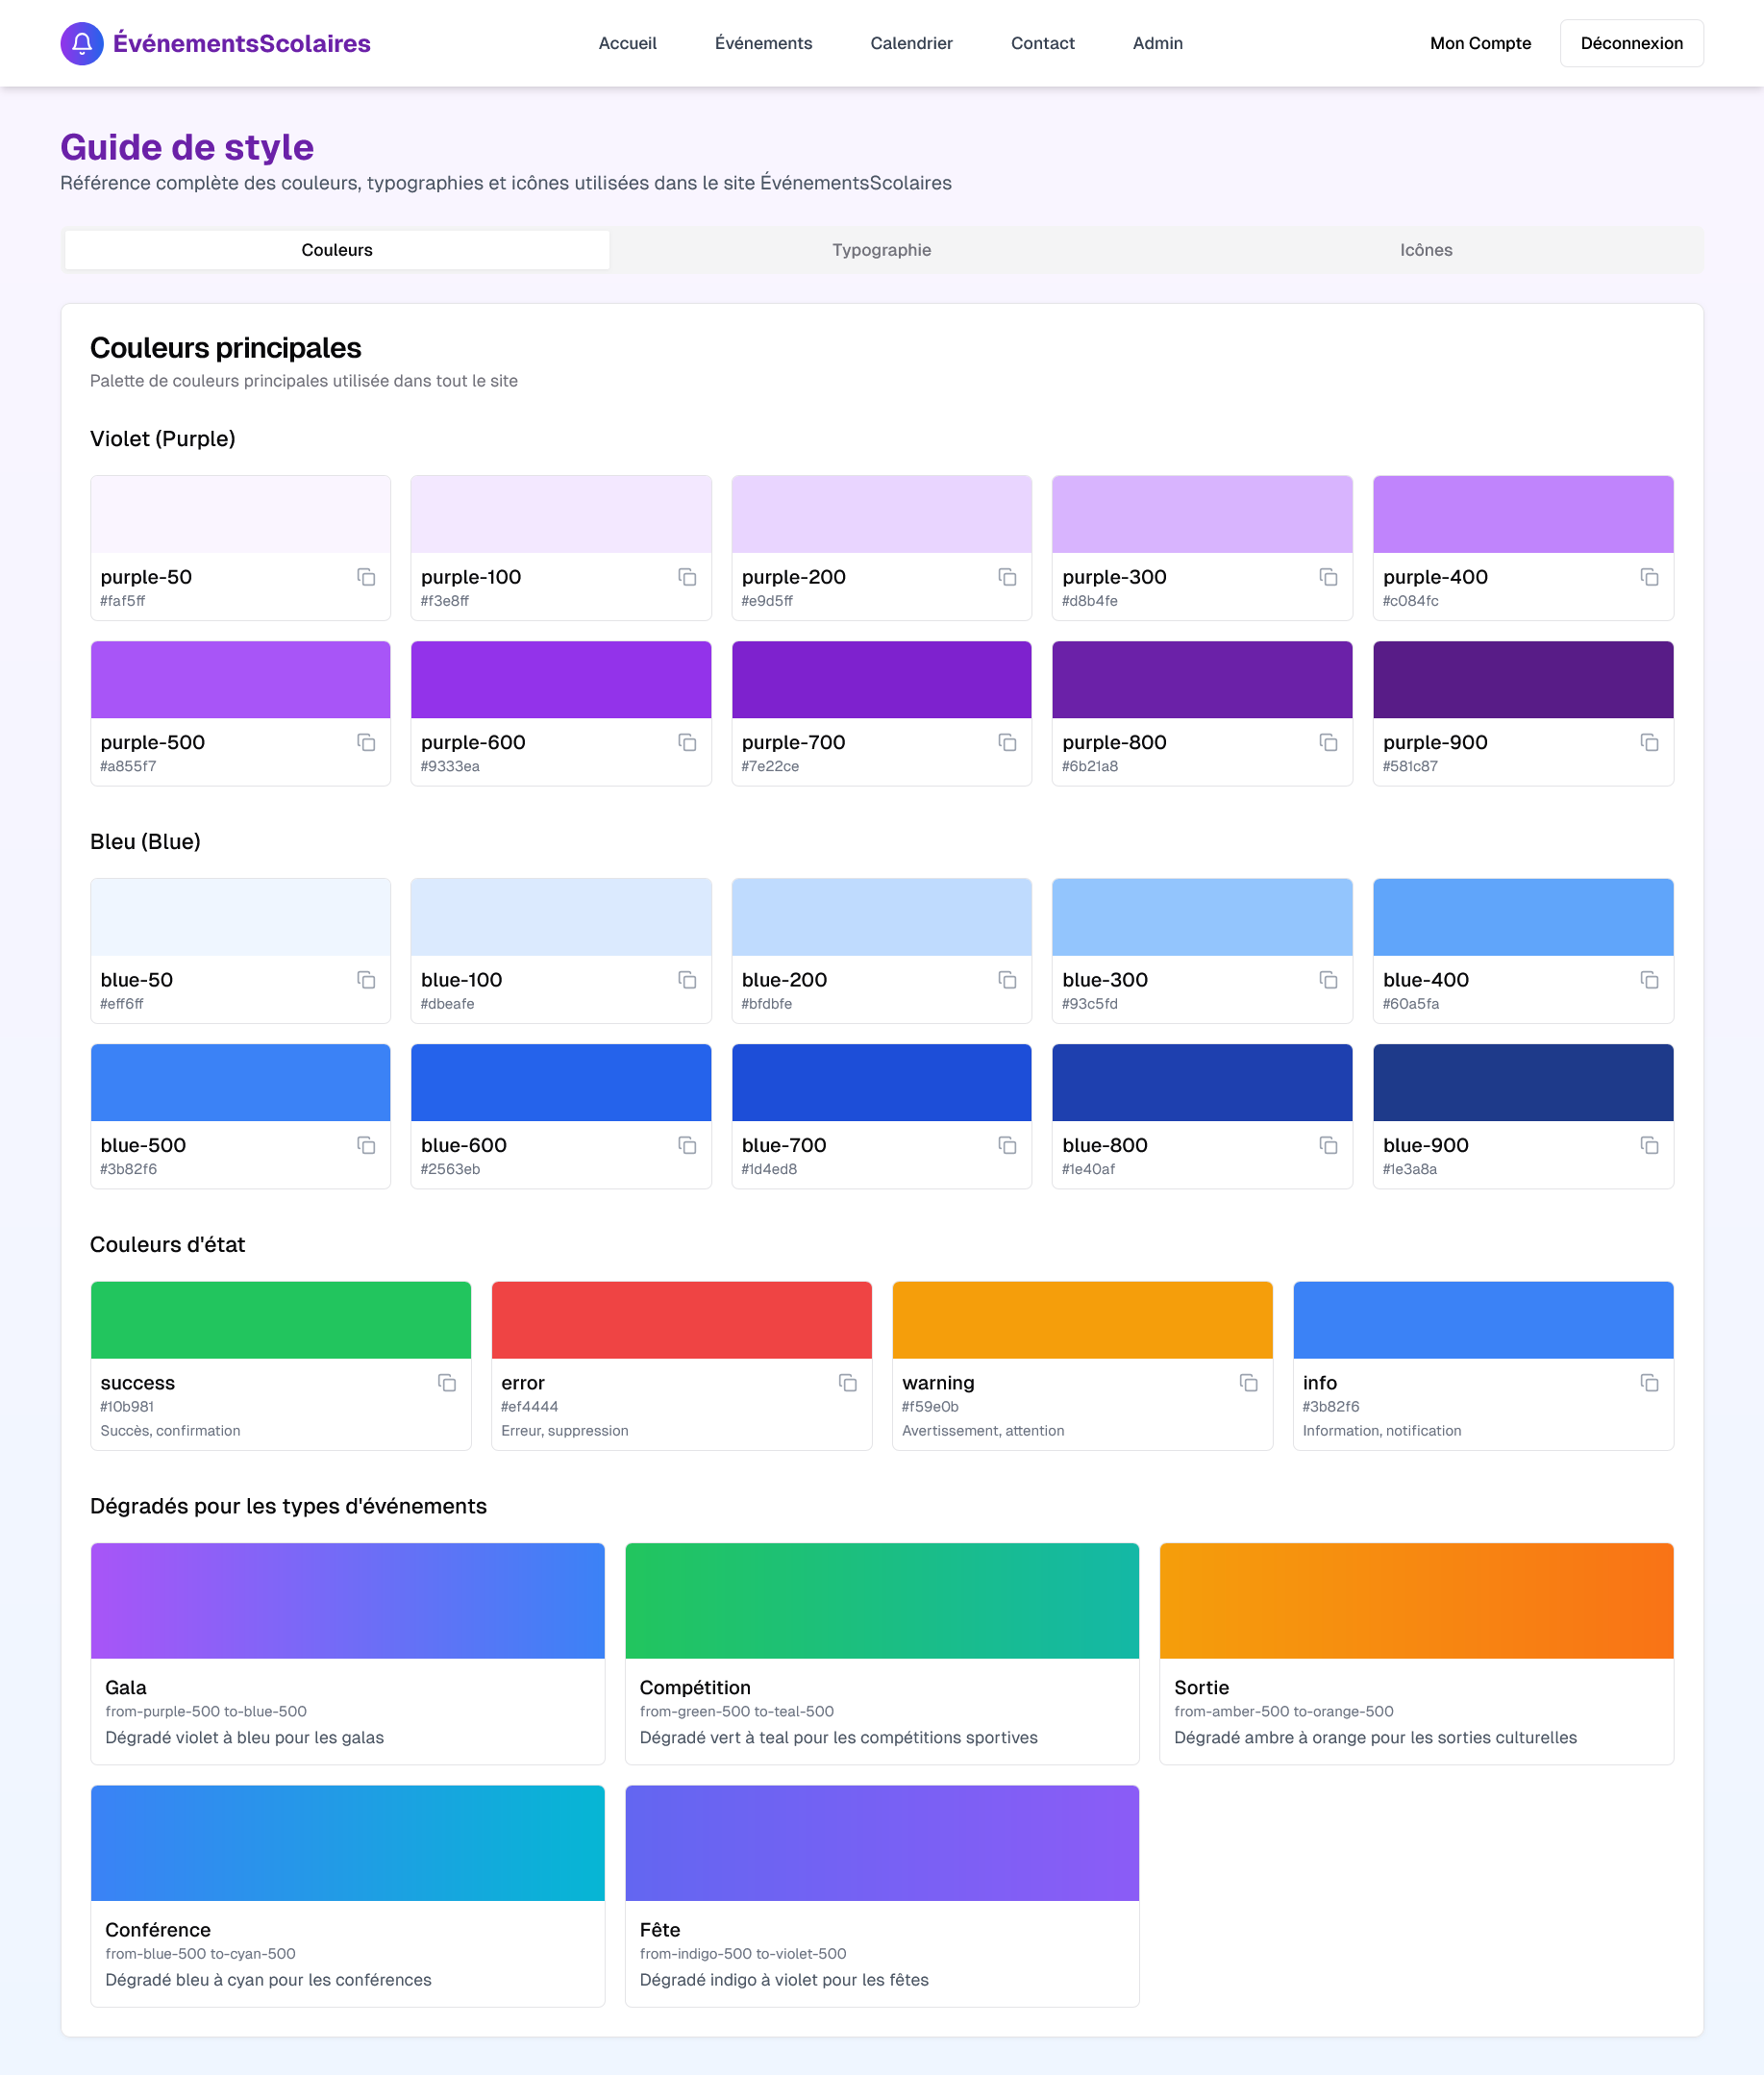 ÉvénementsScolaires
Accueil
Événements
Calendrier
Contact
Admin
Mon Compte
Déconnexion
Guide de style
Référence complète des couleurs, typographies et icônes utilisées dans le site ÉvénementsScolaires
Couleurs
Typographie
Icônes
Couleurs principales
Palette de couleurs principales utilisée dans tout le site
Violet (Purple)
purple-50
#faf5ff
purple-100
#f3e8ff
purple-200
#e9d5ff
purple-300
#d8b4fe
purple-400
#c084fc
purple-500
#a855f7
purple-600
#9333ea
purple-700
#7e22ce
purple-800
#6b21a8
purple-900
#581c87
Bleu (Blue)
blue-50
#eff6ff
blue-100
#dbeafe
blue-200
#bfdbfe
blue-300
#93c5fd
blue-400
#60a5fa
blue-500
#3b82f6
blue-600
#2563eb
blue-700
#1d4ed8
blue-800
#1e40af
blue-900
#1e3a8a
Couleurs d'état
success
#10b981
Succès, confirmation
error
#ef4444
Erreur, suppression
warning
#f59e0b
Avertissement, attention
info
#3b82f6
Information, notification
Dégradés pour les types d'événements
Gala
from-purple-500 to-blue-500
Dégradé violet à bleu pour les galas
Compétition
from-green-500 to-teal-500
Dégradé vert à teal pour les compétitions sportives
Sortie
from-amber-500 to-orange-500
Dégradé ambre à orange pour les sorties culturelles
Conférence
from-blue-500 to-cyan-500
Dégradé bleu à cyan pour les conférences
Fête
from-indigo-500 to-violet-500
Dégradé indigo à violet pour les fêtes